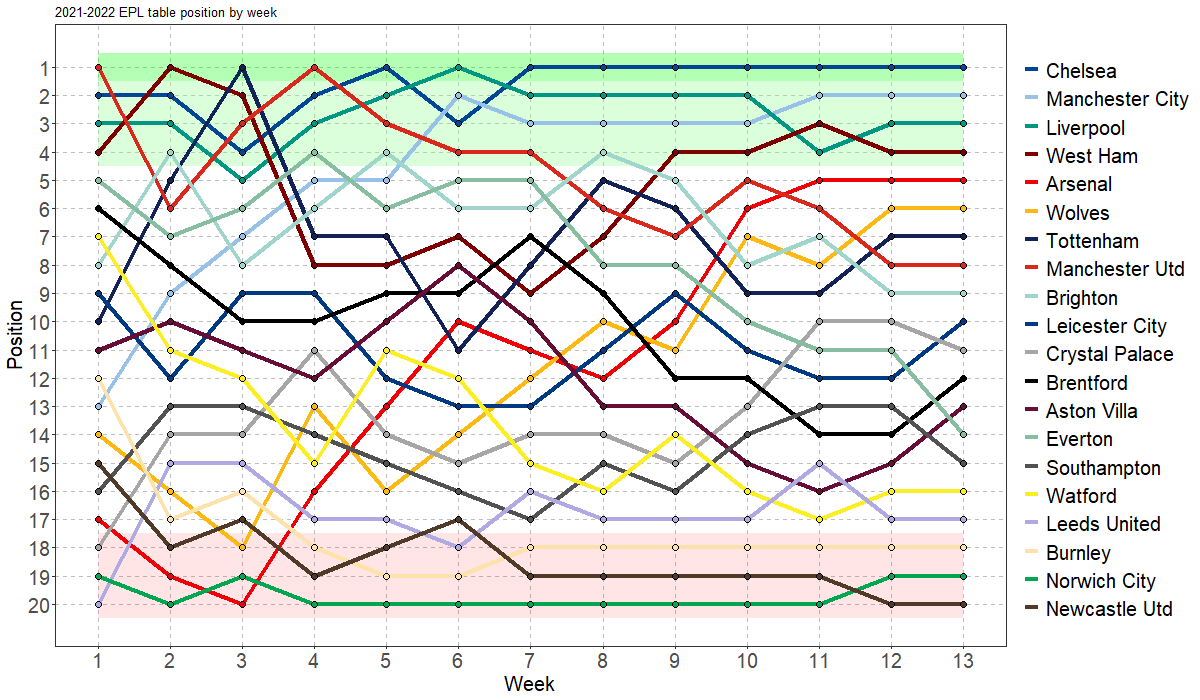 2021-2022 EPL table position by week
1
2
3
4
5
6
7
8
9
10
11
12
13
14
15
16
17
18
19
20
Position
1 2 3 4 5 6 7 8 9 10 11 12 13
Week
Chelsea
Manchester City
Liverpool
West Ham
Arsenal
Wolves
Tottenham
Manchester Utd
Brighton
Leicester City
Crystal Palace
Brentford
Aston Villa
Everton
Southampton
Watford
Leeds United
Burnley
Norwich City
Newcastle Utd